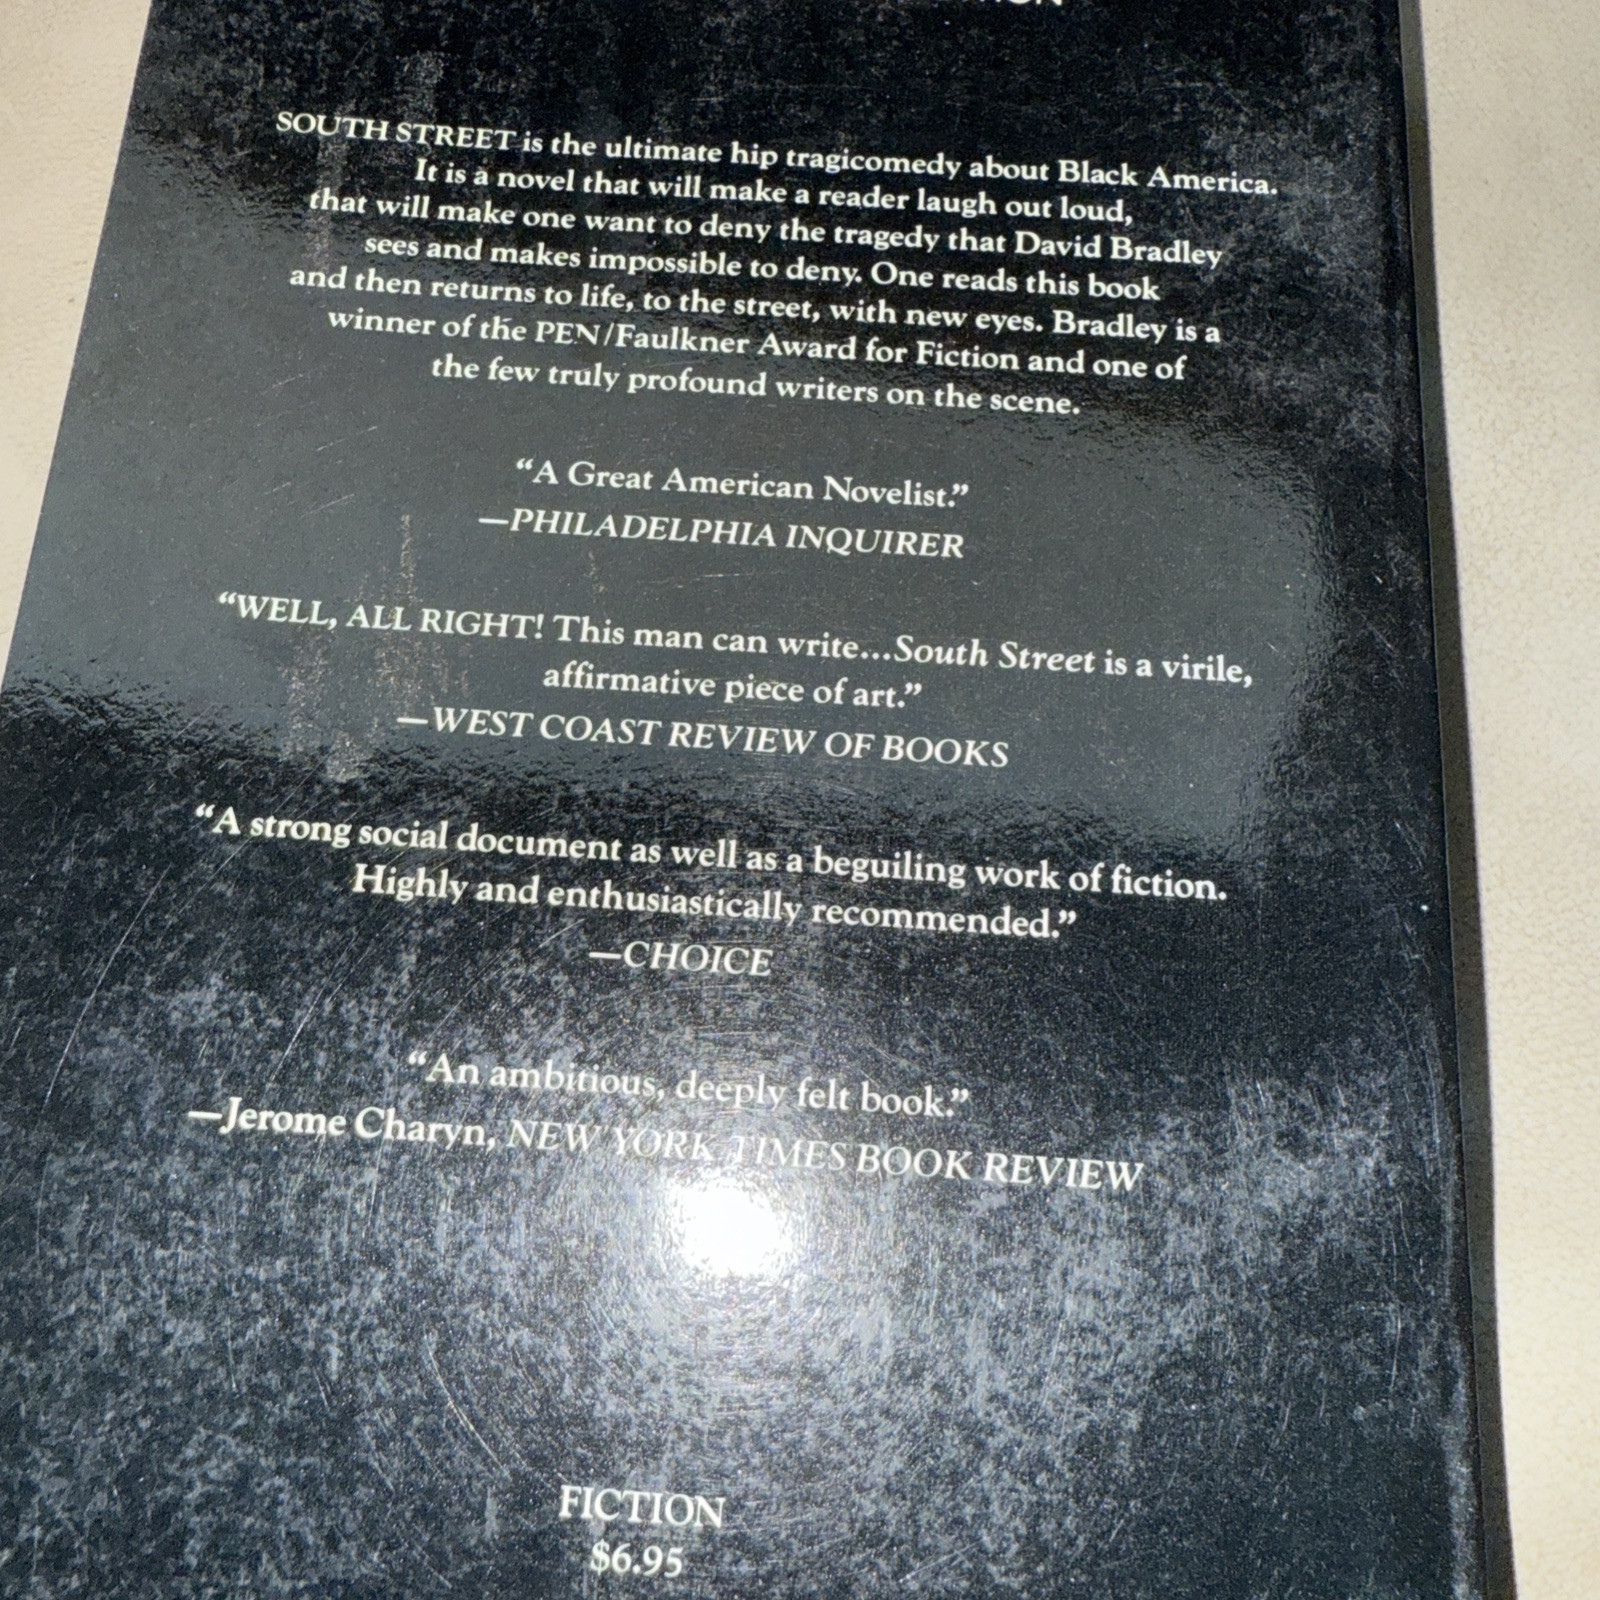 SOUTH STREET is the ultimate hip tragicomedy about Black America.
It is a novel that will make a reader laugh out loud,
that will make one want to deny the tragedy that David Bradley
sees and makes impossible to deny. One reads this book
and then returns to life, to the street, with new eyes. Bradley is a
winner of the PEN/Faulkner Award for Fiction and one of
the few truly profound writers on the scene.
“A Great American Novelist.”
—PHILADELPHIA INQUIRER
“WELL, ALL RIGHT! This man can write...South Street is a virile,
affirmative piece of art.”
—WEST COAST REVIEW OF BOOKS
“A strong social document as well as a beguiling work of fiction.
Highly and enthusiastically recommended.”
—CHOICE
“An ambitious, deeply felt book.”
—Jerome Charyn, NEW YORK TIMES BOOK REVIEW
FICTION
$6.95